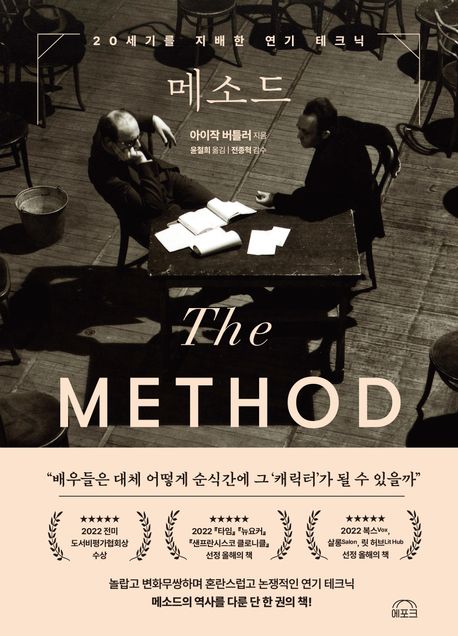 20세기를 지배한 연기 테크닉
메소드
아이작 버틀러 지음
윤철희 옮김 | 전종혁 감수
The
METHOD
“배우들은 대체 어떻게 순식간에 그 ‘캐릭터’가 될 수 있을까”
★★★★★
2022 전미
도서비평가협회상
수상
★★★★★
2022 『타임』 『뉴요커』
『샌프란시스코 클로니클』
선정 올해의 책
★★★★★
2022 복스Vox,
살롱Salon, 릿 허브Lit Hub
선정 올해의 책
놀랍고 변화무쌍하며 혼란스럽고 논쟁적인 연기 테크닉
메소드의 역사를 다룬 단 한 권의 책!
에포크